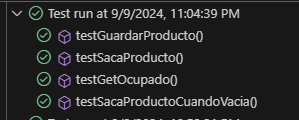 Test run at 9/9/2024, 11:04:39 PM
testGuardarProducto()
testSacaProducto()
testGetOcupado()
testSacaProductoCuandoVacia()